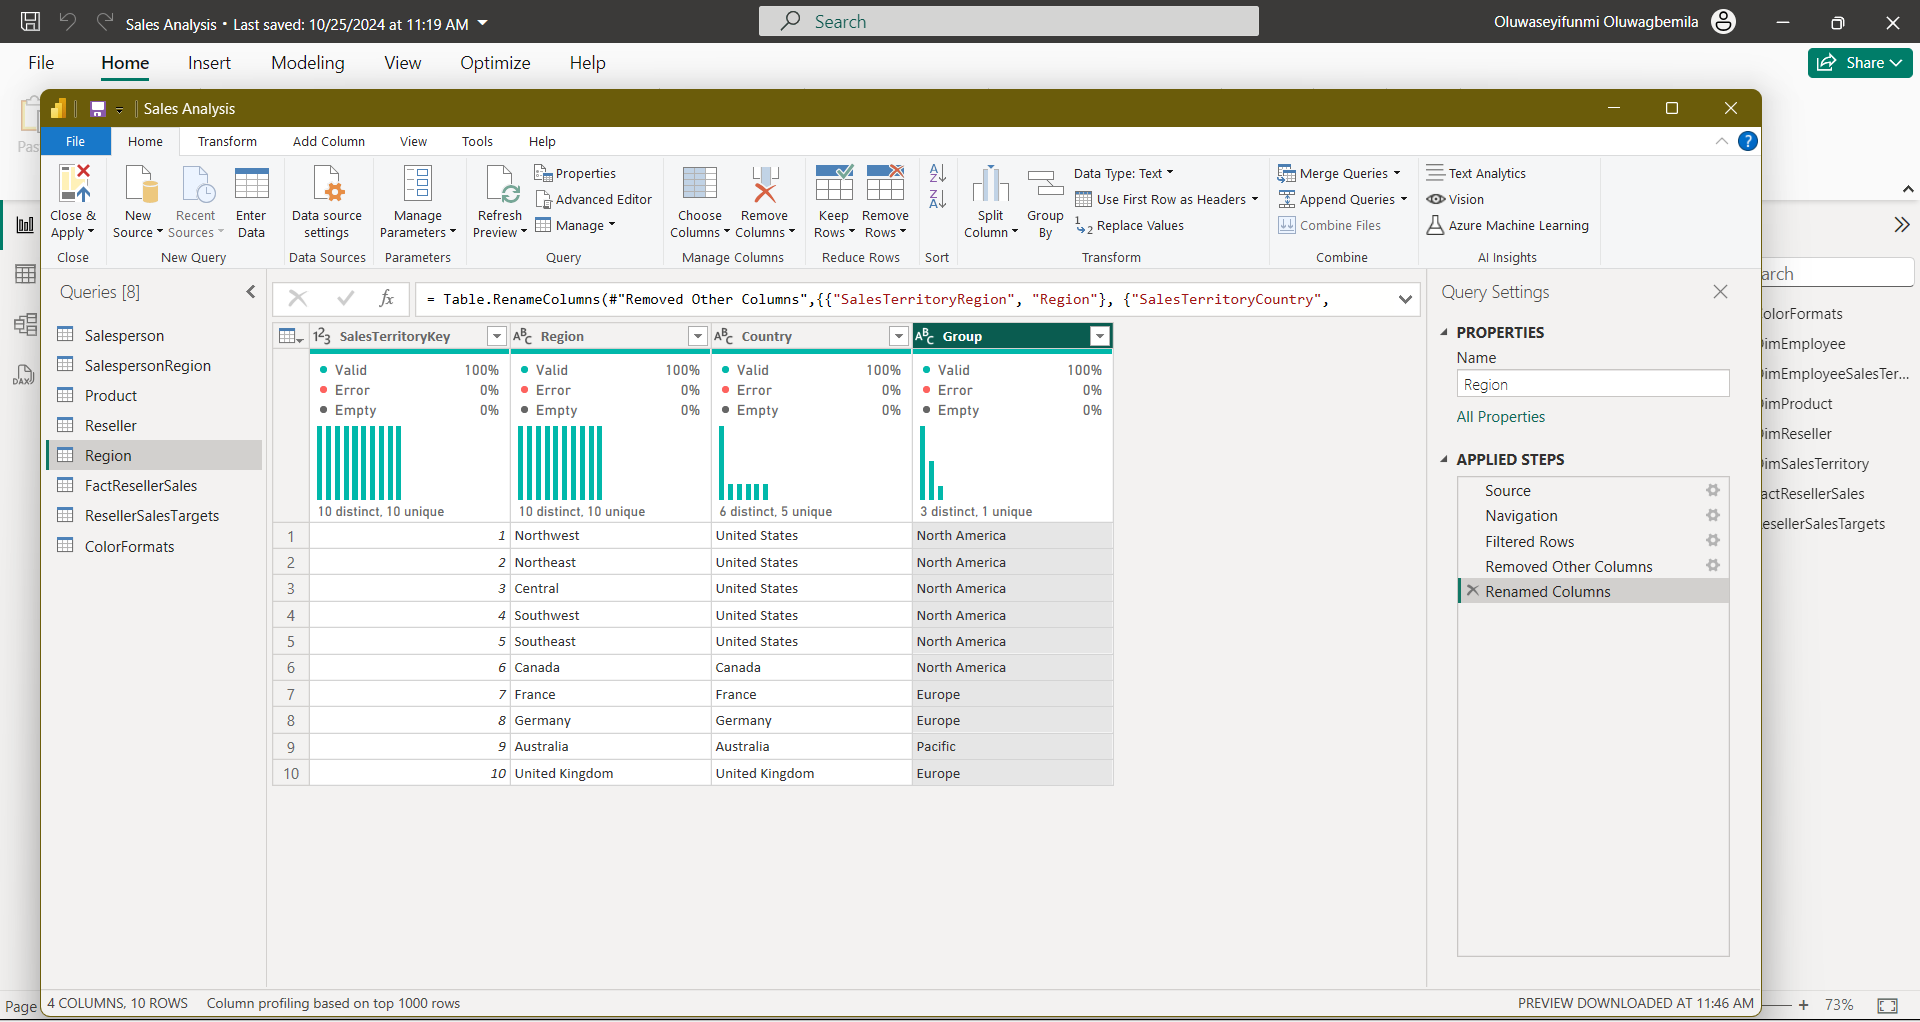 Sales Analysis • Last saved: 10/25/2024 at 11:19 AM
Search
Oluwaseyifunmi Oluwagbemila
File Home Insert Modeling View Optimize Help
Share
Sales Analysis
File Home Transform Add Column View Tools Help
Close & Apply
Close
New Source
Recent Sources
Enter Data
New Query
Data source settings
Data Sources
Manage Parameters
Parameters
Refresh Preview
Properties
Advanced Editor
Manage
Query
Choose Columns
Remove Columns
Manage Columns
Keep Rows
Remove Rows
Reduce Rows
Sort
Split Column
Group By
Data Type: Text
Use First Row as Headers
Replace Values
Transform
Merge Queries
Append Queries
Combine Files
Combine
Text Analytics
Vision
Azure Machine Learning
AI Insights
Queries [8]
Salesperson
SalespersonRegion
Product
Reseller
Region
FactResellerSales
ResellerSalesTargets
ColorFormats
fx = Table.RenameColumns(#"Removed Other Columns",{{"SalesTerritoryRegion", "Region"}, {"SalesTerritoryCountry",
123 SalesTerritoryKey ABC Region ABC Country ABC Group
Valid 100% Valid 100% Valid 100% Valid 100%
Error 0% Error 0% Error 0% Error 0%
Empty 0% Empty 0% Empty 0% Empty 0%
10 distinct, 10 unique 10 distinct, 10 unique 6 distinct, 5 unique 3 distinct, 1 unique
1 1 Northwest United States North America
2 2 Northeast United States North America
3 3 Central United States North America
4 4 Southwest United States North America
5 5 Southeast United States North America
6 6 Canada Canada North America
7 7 France France Europe
8 8 Germany Germany Europe
9 9 Australia Australia Pacific
10 10 United Kingdom United Kingdom Europe
Query Settings
PROPERTIES
Name
Region
All Properties
APPLIED STEPS
Source
Navigation
Filtered Rows
Removed Other Columns
Renamed Columns
arch
olorFormats
imEmployee
imEmployeeSalesTer...
imProduct
imReseller
imSalesTerritory
actResellerSales
esellerSalesTargets
4 COLUMNS, 10 ROWS Column profiling based on top 1000 rows
PREVIEW DOWNLOADED AT 11:46 AM
Page
73%